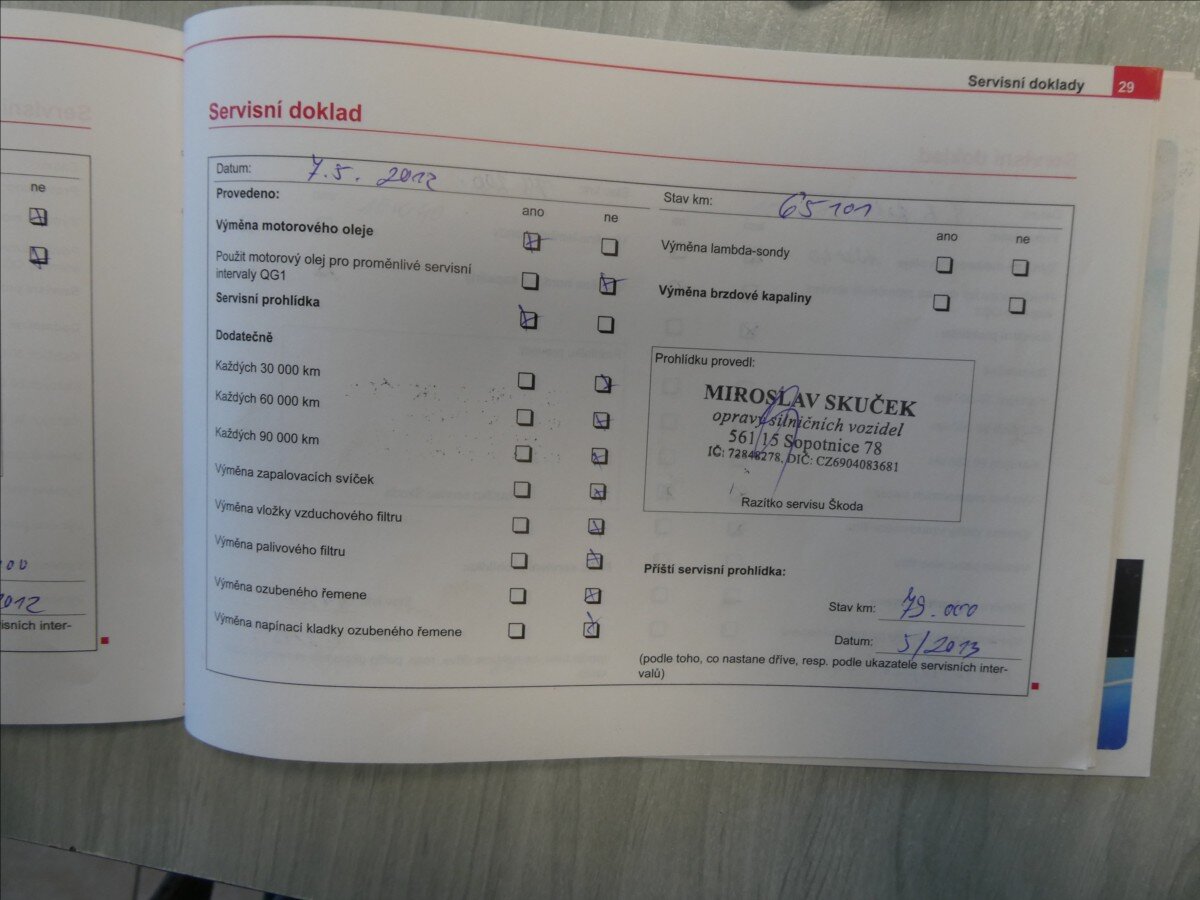 Servisní doklady 29
Servisní doklad
Datum: 7.5. 2012
Stav km: 65 101
Provedeno:
ano ne
Výměna motorového oleje
Použit motorový olej pro proměnlivé servisní
intervaly QG1
Servisní prohlídka
Dodatečně
Každých 30 000 km
Každých 60 000 km
Každých 90 000 km
Výměna zapalovacích svíček
Výměna vložky vzduchového filtru
Výměna palivového filtru
Výměna ozubeného řemene
Výměna napínací kladky ozubeného řemene
ano ne
Výměna lambda-sondy
Výměna brzdové kapaliny
Prohlídku provedl:
MIROSLAV SKUČEK
opravy silničních vozidel
561 15 Sopotnice 78
IČ: 72848278, DIČ: CZ6904083681
Razítko servisu Škoda
Příští servisní prohlídka:
Stav km: 79.000
Datum: 5/2013
(podle toho, co nastane dříve, resp. podle ukazatele servisních inter-
valů)
ne
00
2012
isních inter-